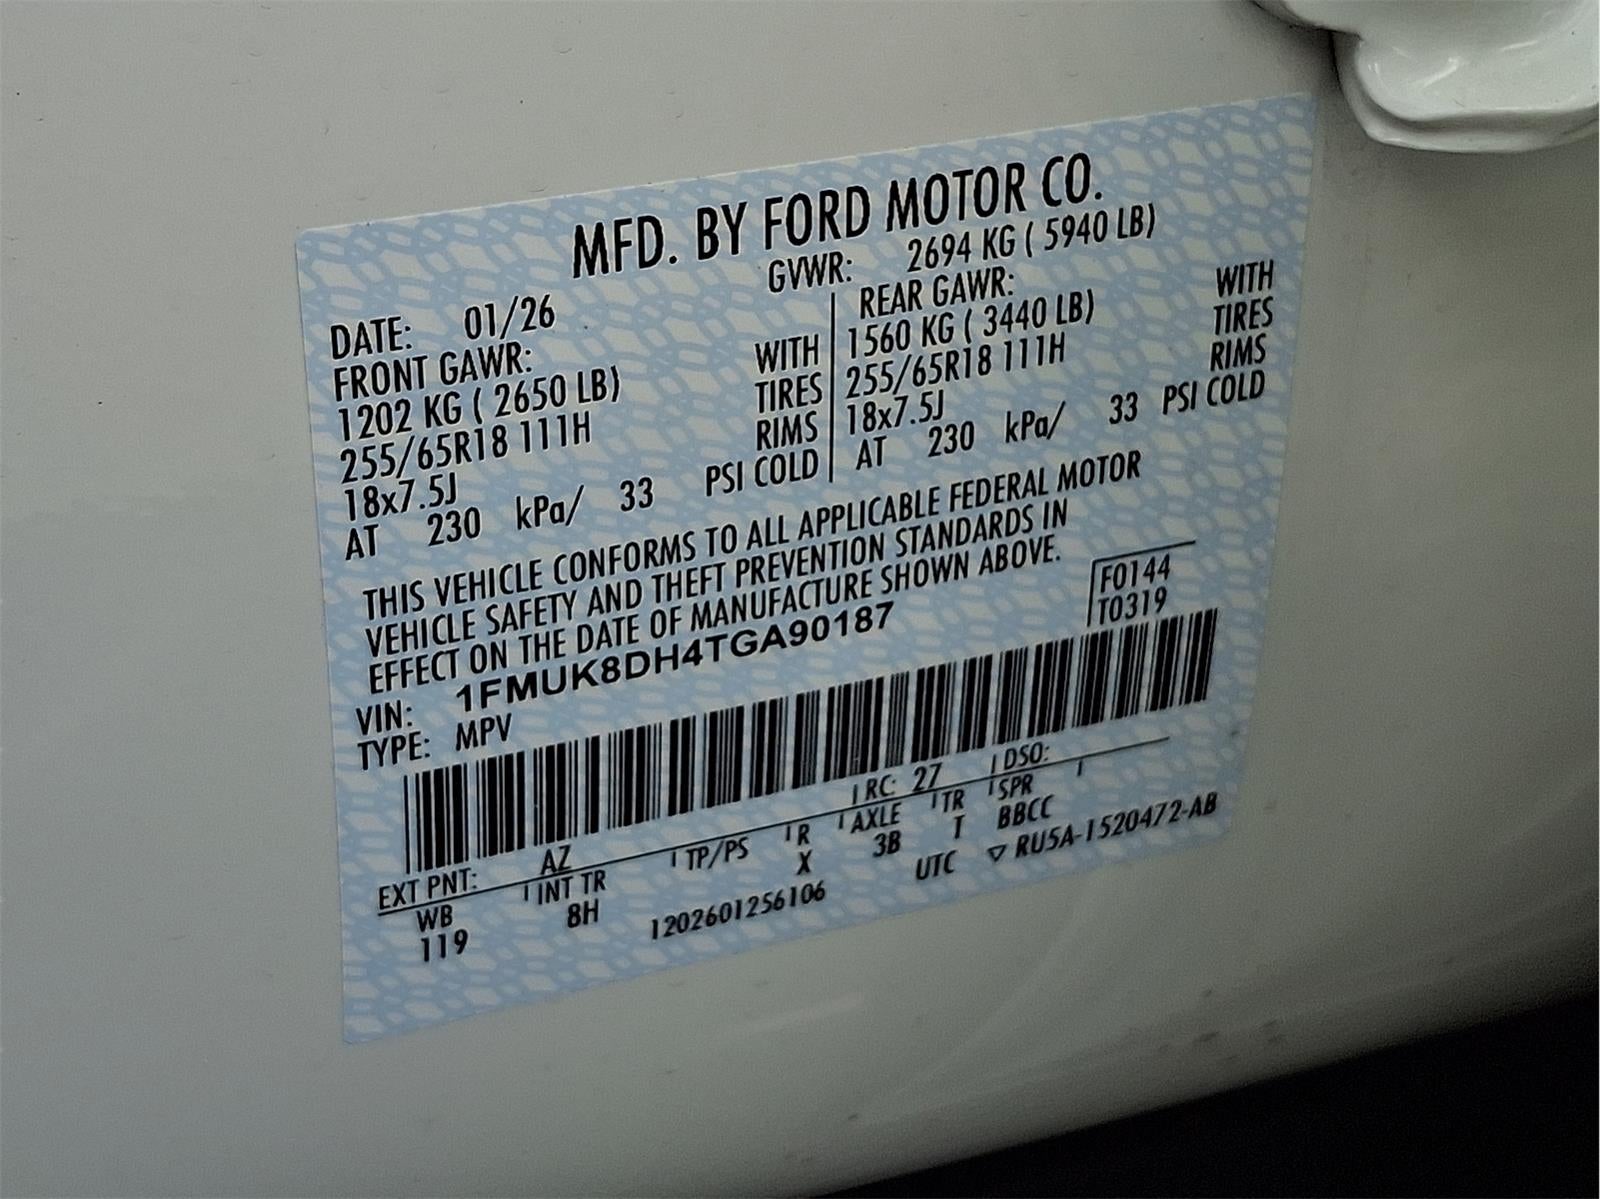 MFD. BY FORD MOTOR CO.
DATE: 01/26 GVWR: 2694 KG ( 5940 LB)
FRONT GAWR: REAR GAWR:
1202 KG ( 2650 LB) WITH 1560 KG ( 3440 LB) WITH
255/65R18 111H TIRES 255/65R18 111H TIRES
18x7.5J RIMS 18x7.5J RIMS
AT 230 kPa/ 33 PSI COLD AT 230 kPa/ 33 PSI COLD
THIS VEHICLE CONFORMS TO ALL APPLICABLE FEDERAL MOTOR
VEHICLE SAFETY AND THEFT PREVENTION STANDARDS IN
EFFECT ON THE DATE OF MANUFACTURE SHOWN ABOVE.
F0144
T0319
VIN: 1FMUK8DH4TGA90187
TYPE: MPV
EXT PNT: AZ RC: 27 DSO:
WB INT TR TP/PS R AXLE TR SPR
119 8H X 3B T BBCC
1202601256106 UTC ▽ RU5A-1520472-AB